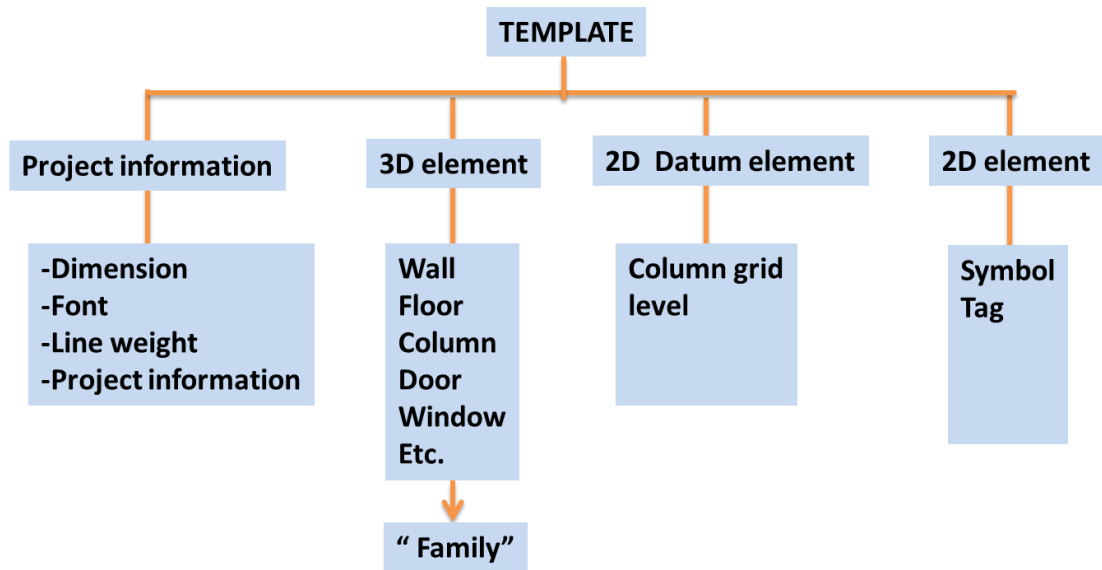 TEMPLATE
Project information
3D element
2D Datum element
2D element
-Dimension
-Font
-Line weight
-Project information
Wall
Floor
Column
Door
Window
Etc.
Column grid
level
Symbol
Tag
“ Family”